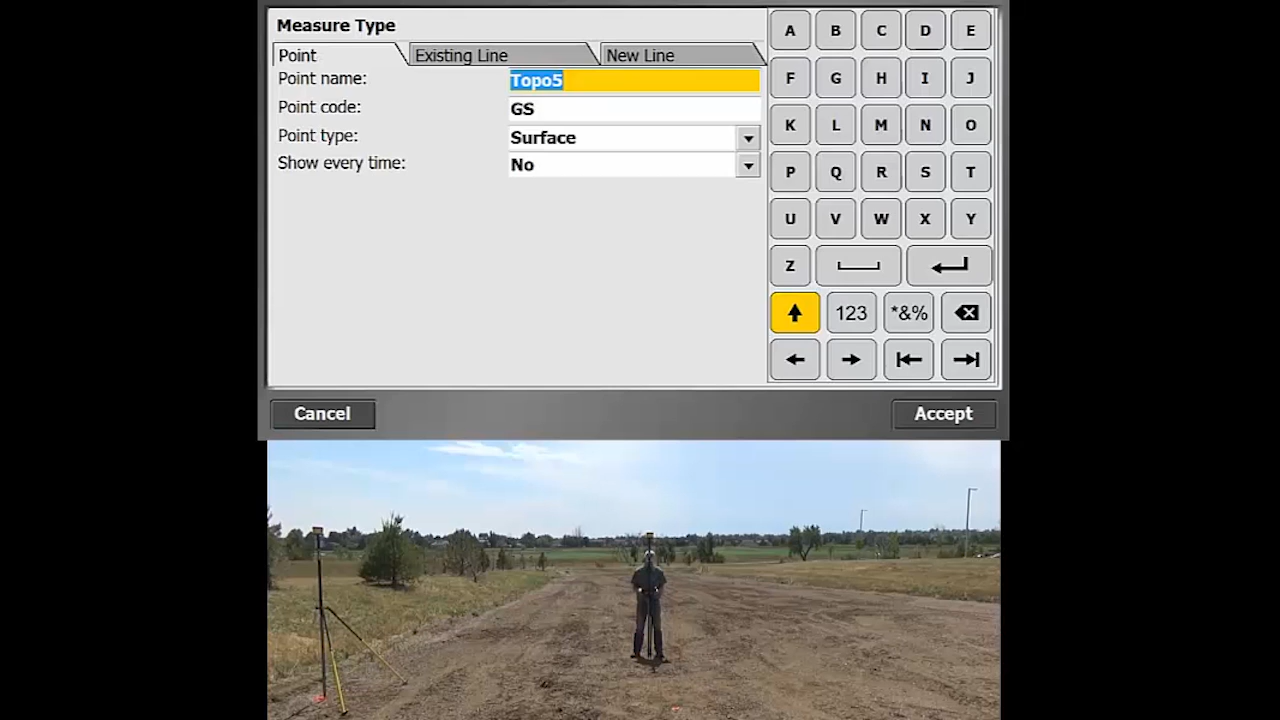 Measure Type
Point
Existing Line
New Line
Point name:
Topo5
Point code:
GS
Point type:
Surface
Show every time:
No
A B C D E
F G H I J
K L M N O
P Q R S T
U V W X Y
Z
123 *&%
Cancel
Accept